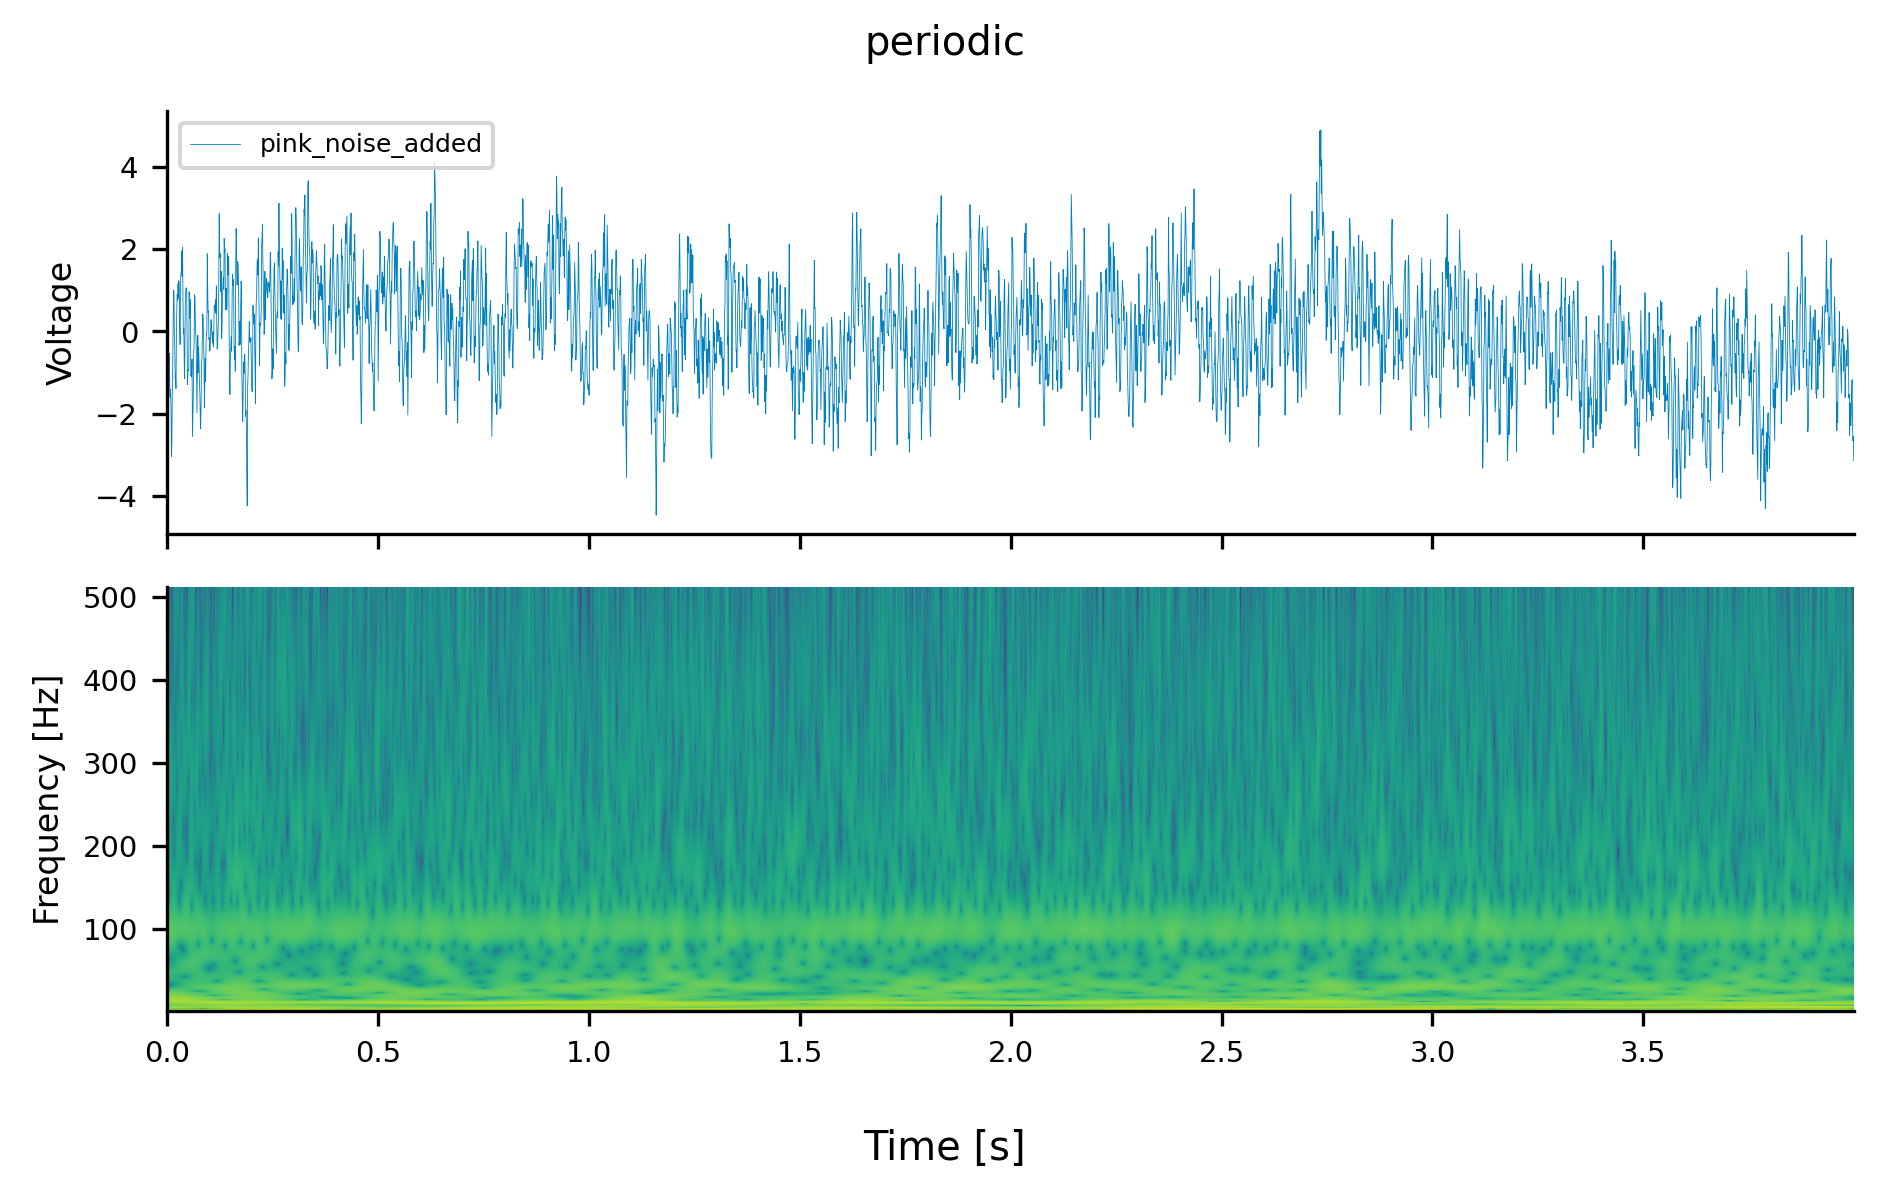 periodic
pink_noise_added
Voltage
4
2
0
−2
−4
Frequency [Hz]
500
400
300
200
100
0.0 0.5 1.0 1.5 2.0 2.5 3.0 3.5
Time [s]